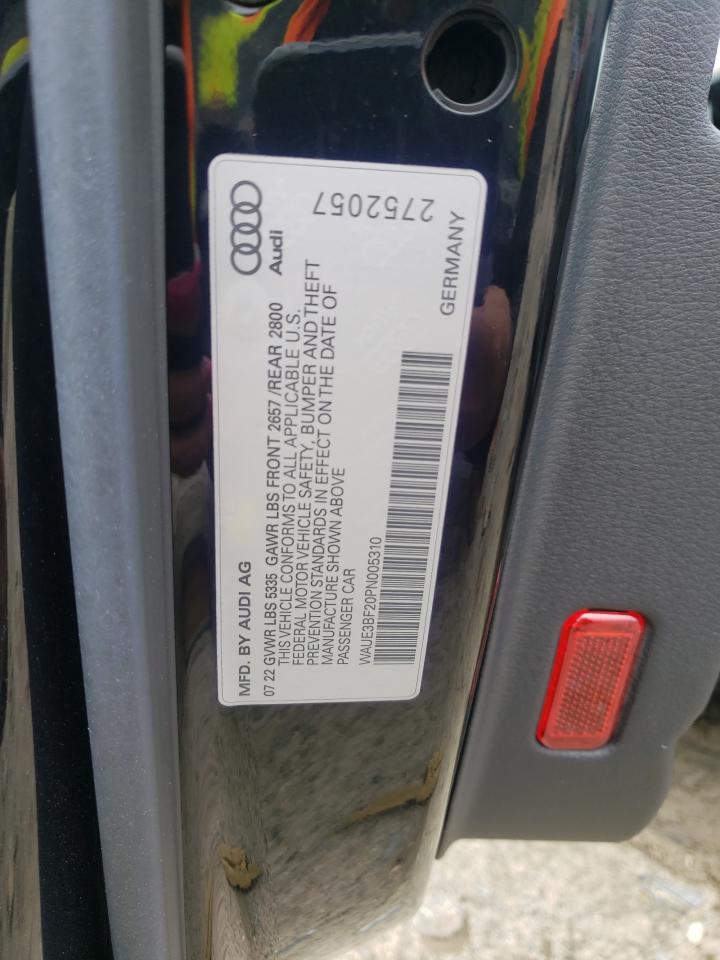 MFD. BY AUDI AG
Audi
07 22 GVWR LBS 5335 GAWR LBS FRONT 2657 /REAR 2800
THIS VEHICLE CONFORMS TO ALL APPLICABLE U.S.
FEDERAL MOTOR VEHICLE SAFETY, BUMPER AND THEFT
PREVENTION STANDARDS IN EFFECT ON THE DATE OF
MANUFACTURE SHOWN ABOVE
PASSENGER CAR
WAUE3BF20PN005310
2752057
GERMANY